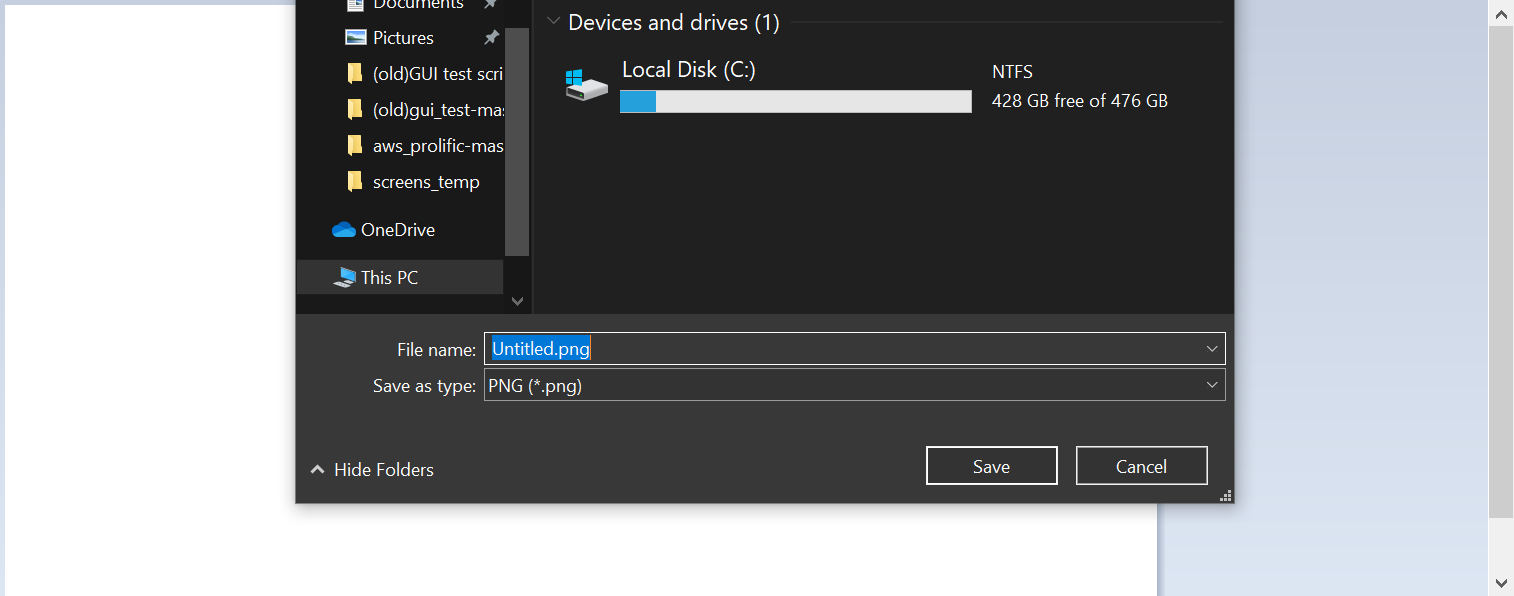 Documents
Pictures
(old)GUI test scri
(old)gui_test-mas
aws_prolific-mas
screens_temp
OneDrive
This PC
Devices and drives (1)
Local Disk (C:)
NTFS
428 GB free of 476 GB
File name: Untitled.png
Save as type: PNG (*.png)
Hide Folders
Save Cancel